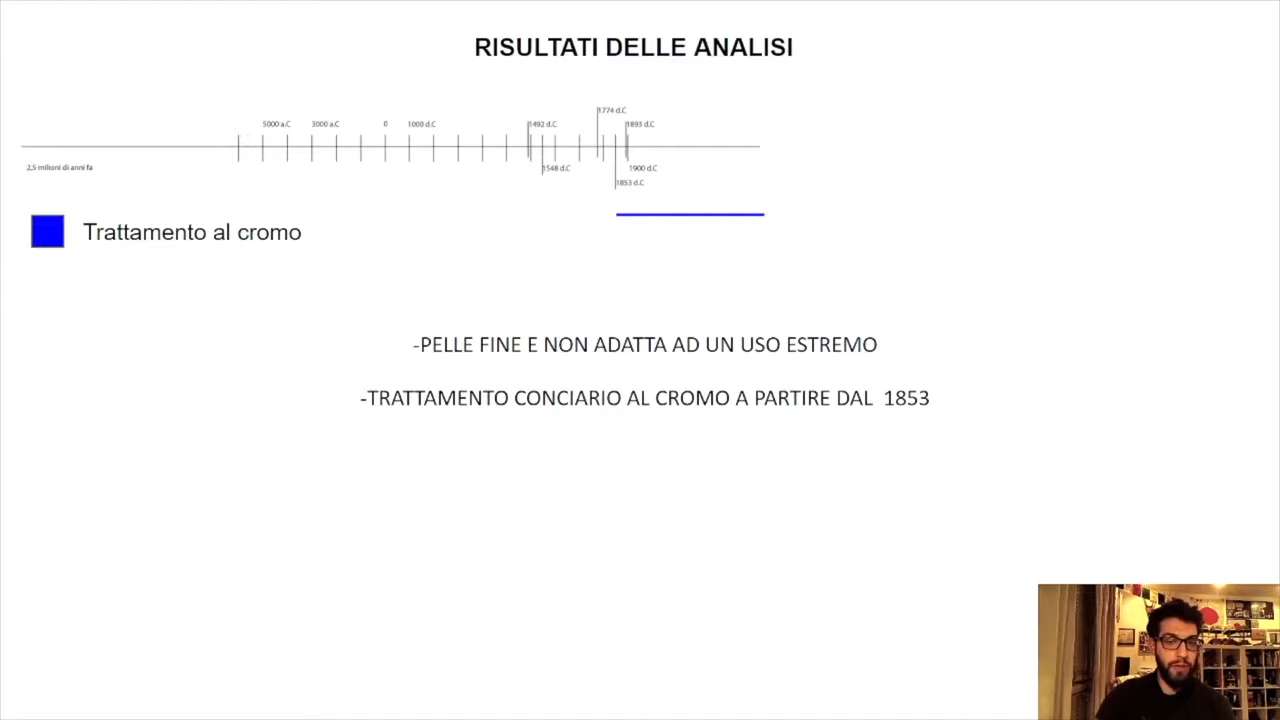 RISULTATI DELLE ANALISI
1774 d.C
5000 a.C 3000 a.C 0 1000 d.C 1492 d.C 1893 d.C
2,5 milioni di anni fa 1548 d.C 1900 d.C
1853 d.C
Trattamento al cromo
-PELLE FINE E NON ADATTA AD UN USO ESTREMO
-TRATTAMENTO CONCIARIO AL CROMO A PARTIRE DAL 1853